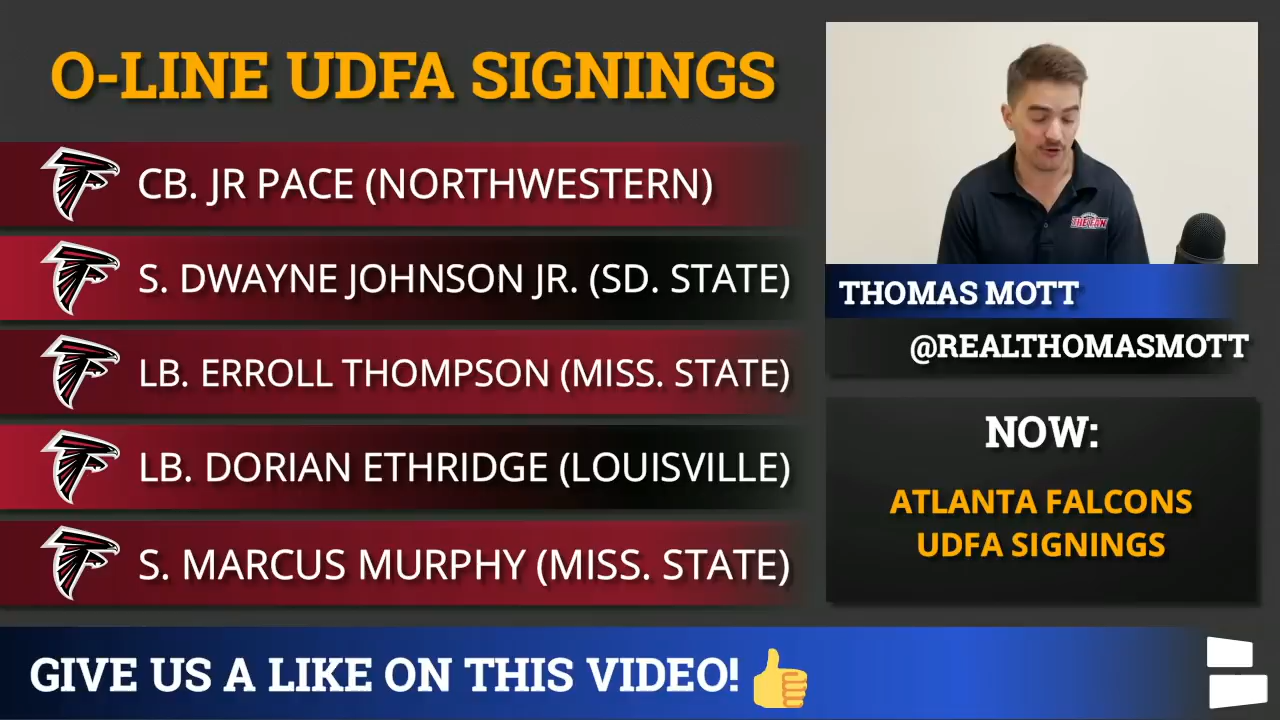 O-LINE UDFA SIGNINGS
CB. JR PACE (NORTHWESTERN)
S. DWAYNE JOHNSON JR. (SD. STATE)
LB. ERROLL THOMPSON (MISS. STATE)
LB. DORIAN ETHRIDGE (LOUISVILLE)
S. MARCUS MURPHY (MISS. STATE)
THE FAN
THOMAS MOTT
@REALTHOMASMOTT
NOW:
ATLANTA FALCONS
UDFA SIGNINGS
GIVE US A LIKE ON THIS VIDEO!